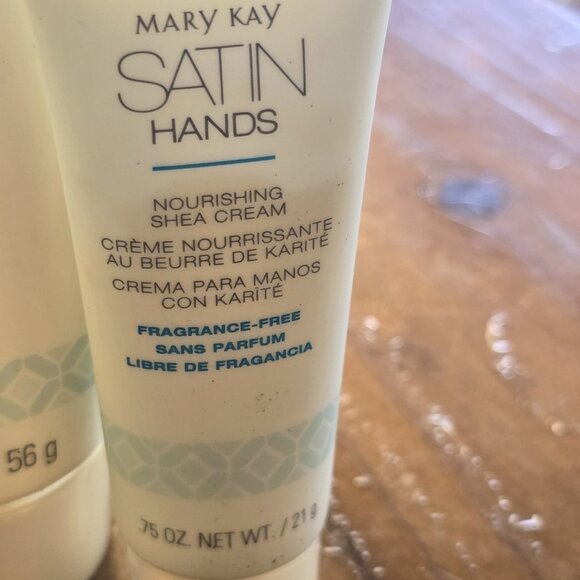 MARY KAY
SATIN
HANDS
NOURISHING
SHEA CREAM
CRÈME NOURRISSANTE
AU BEURRE DE KARITÉ
CREMA PARA MANOS
CON KARITÉ
FRAGRANCE-FREE
SANS PARFUM
LIBRE DE FRAGANCIA
.75 OZ. NET WT. / 21 g
56 g